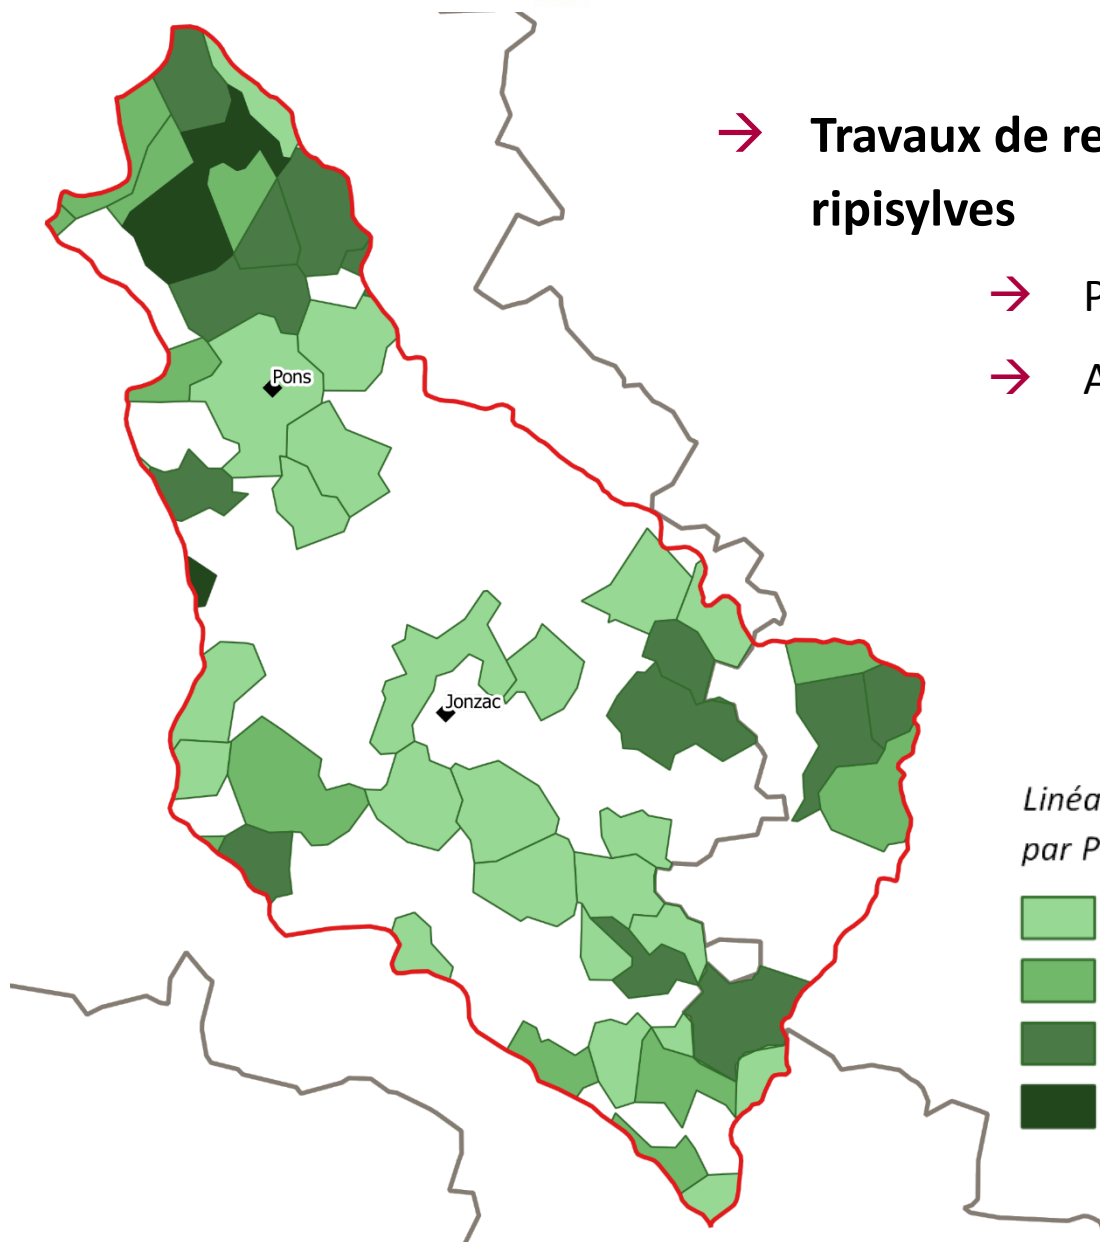 Travaux de re
ripisylves
P
A
Pons
Jonzac
Linéa
par P